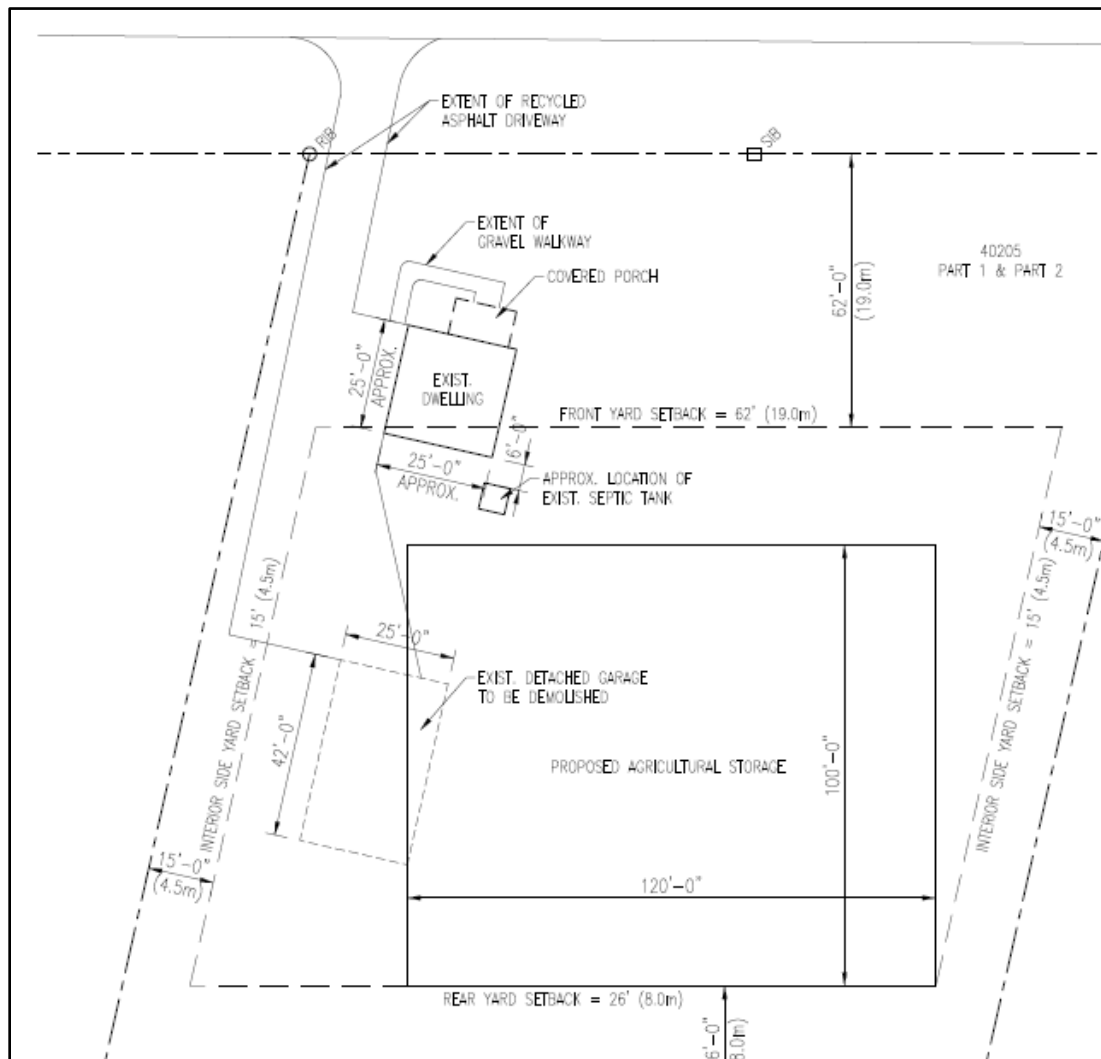 EXTENT OF RECYCLED
ASPHALT DRIVEWAY
RIB
SIB
EXTENT OF
GRAVEL WALKWAY
COVERED PORCH
40205
PART 1 & PART 2
62'-0"
(19.0m)
25'-0"
APPROX.
EXIST.
DWELLING
FRONT YARD SETBACK = 62' (19.0m)
6'-0"
25'-0"
APPROX.
APPROX. LOCATION OF
EXIST. SEPTIC TANK
15'-0"
(4.5m)
INTERIOR SIDE YARD SETBACK = 15' (4.5m)
INTERIOR SIDE YARD SETBACK = 15' (4.5m)
25'-0"
EXIST. DETACHED GARAGE
TO BE DEMOLISHED
42'-0"
PROPOSED AGRICULTURAL STORAGE
100'-0"
15'-0"
(4.5m)
120'-0"
REAR YARD SETBACK = 26' (8.0m)
6'-0"
8.0m)